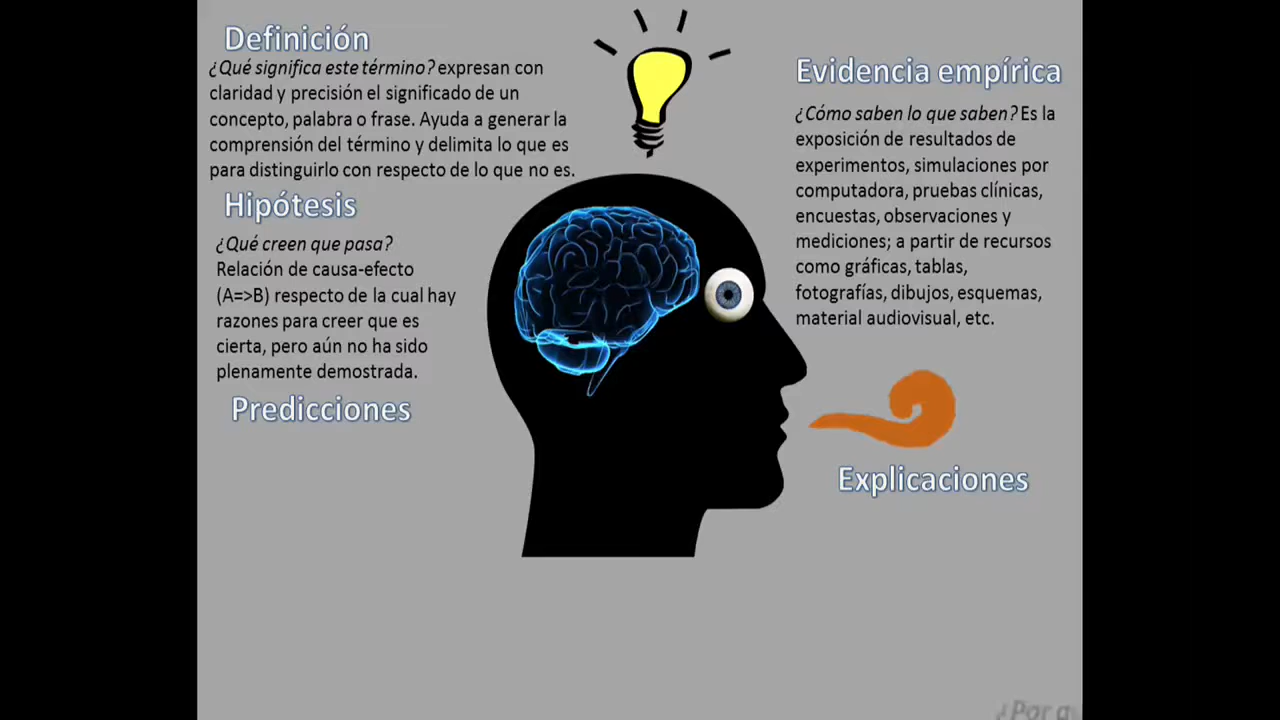 Definición
¿Qué significa este término? expresan con
claridad y precisión el significado de un
concepto, palabra o frase. Ayuda a generar la
comprensión del término y delimita lo que es
para distinguirlo con respecto de lo que no es.
Hipótesis
¿Qué creen que pasa?
Relación de causa-efecto
(A=>B) respecto de la cual hay
razones para creer que es
cierta, pero aún no ha sido
plenamente demostrada.
Predicciones
Evidencia empírica
¿Cómo saben lo que saben? Es la
exposición de resultados de
experimentos, simulaciones por
computadora, pruebas clínicas,
encuestas, observaciones y
mediciones; a partir de recursos
como gráficas, tablas,
fotografías, dibujos, esquemas,
material audiovisual, etc.
Explicaciones